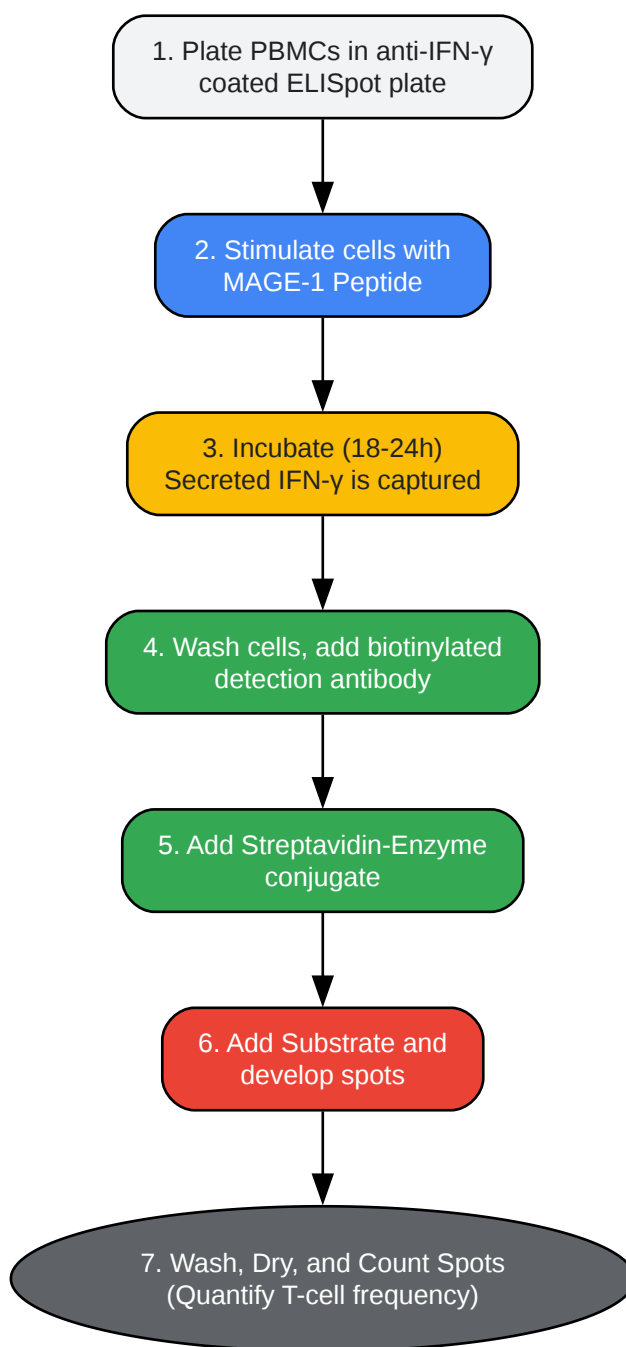 1. Plate PBMCs in anti-IFN-γ
coated ELISpot plate
2. Stimulate cells with
MAGE-1 Peptide
3. Incubate (18-24h)
Secreted IFN-γ is captured
4. Wash cells, add biotinylated
detection antibody
5. Add Streptavidin-Enzyme
conjugate
6. Add Substrate and
develop spots
7. Wash, Dry, and Count Spots
(Quantify T-cell frequency)